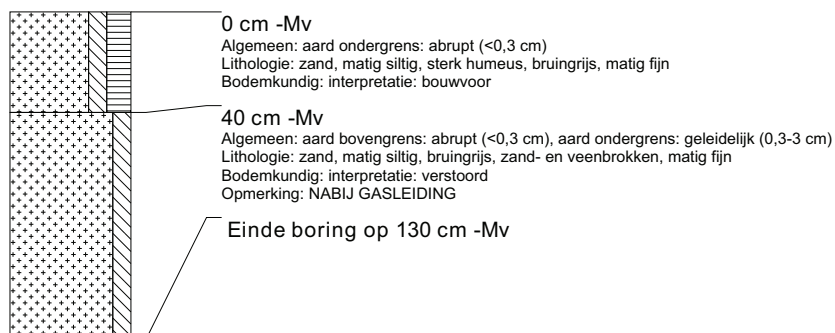 0 cm -Mv
Algemeen: aard ondergrens: abrupt (<0,3 cm)
Lithologie: zand, matig siltig, sterk humeus, bruingrijs, matig fijn
Bodemkundig: interpretatie: bouwvoor
40 cm -Mv
Algemeen: aard bovengrens: abrupt (<0,3 cm), aard ondergrens: geleidelijk (0,3-3 cm)
Lithologie: zand, matig siltig, bruingrijs, zand- en veenbrokken, matig fijn
Bodemkundig: interpretatie: verstoord
Opmerking: NABIJ GASLEIDING
Einde boring op 130 cm -Mv